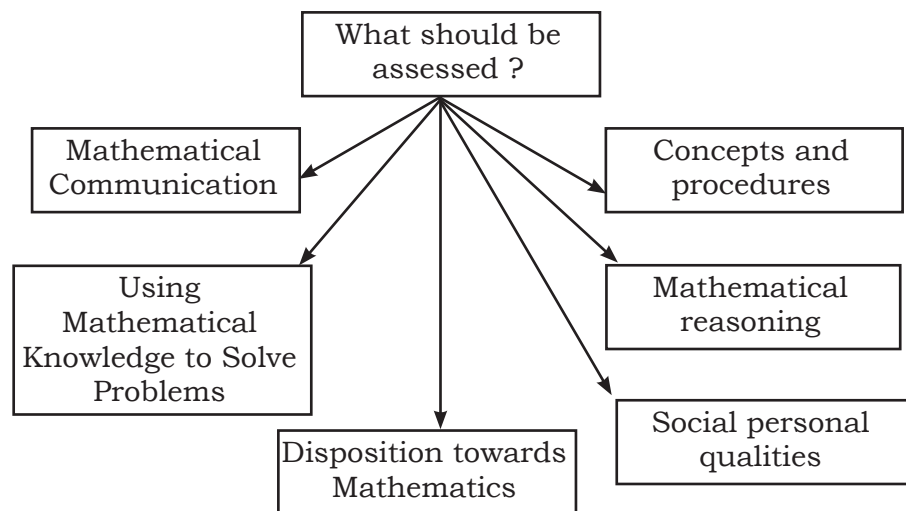 What should be
assessed ?
Mathematical
Communication
Concepts and
procedures
Using
Mathematical
Knowledge to Solve
Problems
Mathematical
reasoning
Disposition towards
Mathematics
Social personal
qualities